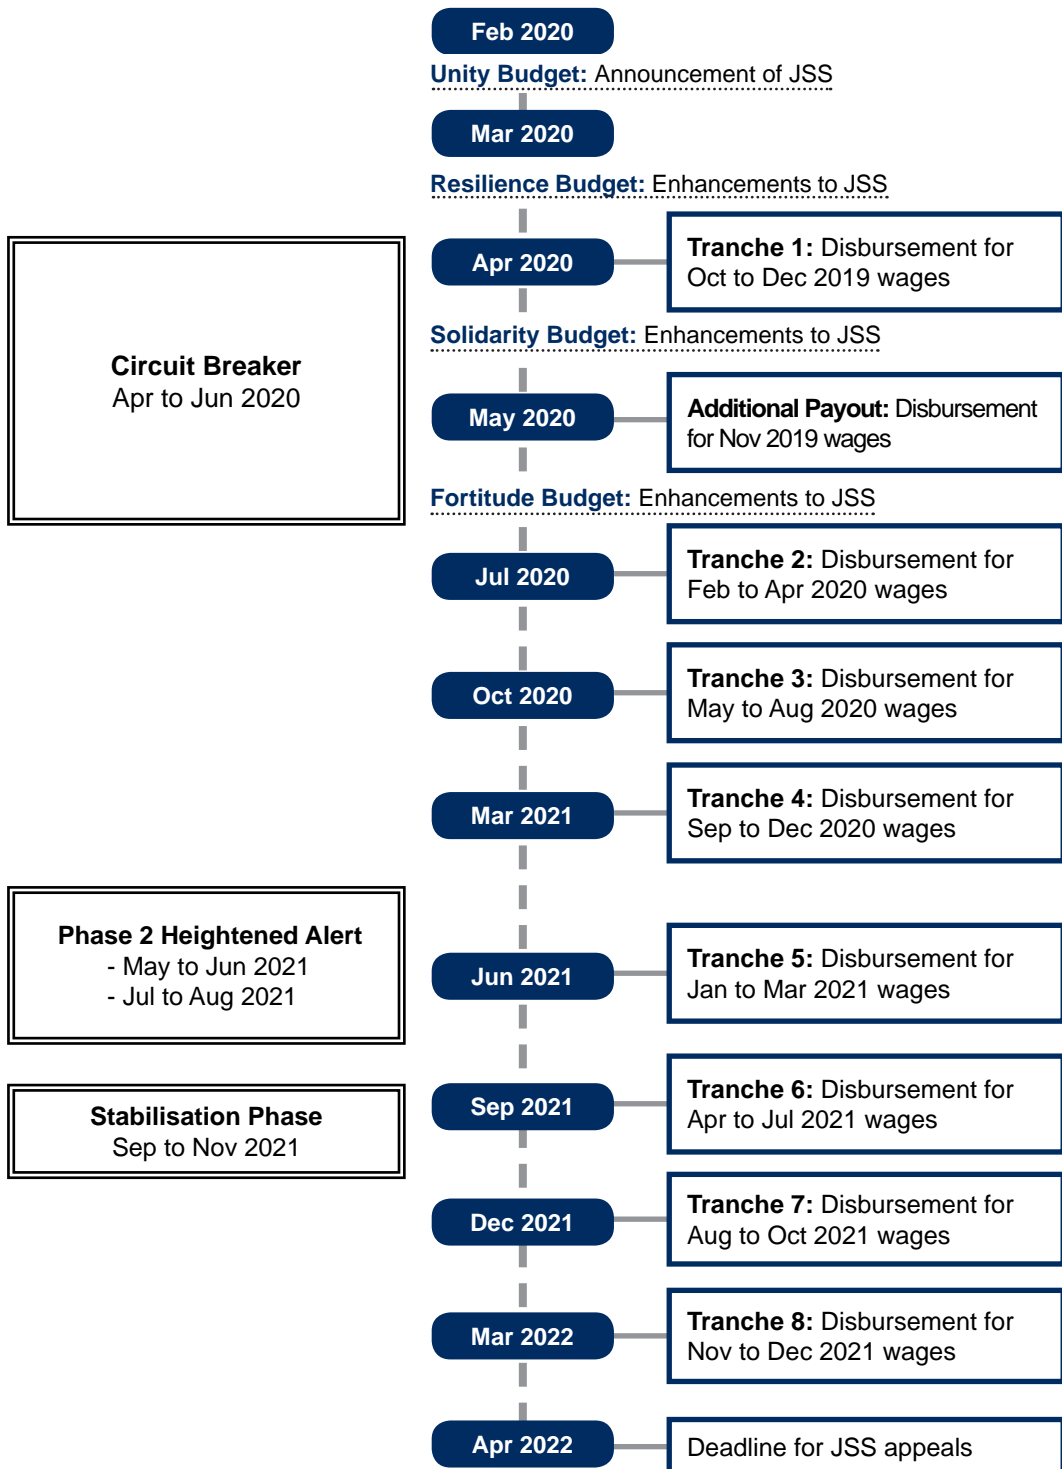 Feb 2020
Unity Budget: Announcement of JSS
Mar 2020
Resilience Budget: Enhancements to JSS
Apr 2020
Tranche 1: Disbursement for
Oct to Dec 2019 wages
Circuit Breaker
Apr to Jun 2020
Solidarity Budget: Enhancements to JSS
May 2020
Additional Payout: Disbursement
for Nov 2019 wages
Fortitude Budget: Enhancements to JSS
Jul 2020
Tranche 2: Disbursement for
Feb to Apr 2020 wages
Oct 2020
Tranche 3: Disbursement for
May to Aug 2020 wages
Mar 2021
Tranche 4: Disbursement for
Sep to Dec 2020 wages
Phase 2 Heightened Alert
- May to Jun 2021
- Jul to Aug 2021
Jun 2021
Tranche 5: Disbursement for
Jan to Mar 2021 wages
Stabilisation Phase
Sep to Nov 2021
Sep 2021
Tranche 6: Disbursement for
Apr to Jul 2021 wages
Dec 2021
Tranche 7: Disbursement for
Aug to Oct 2021 wages
Mar 2022
Tranche 8: Disbursement for
Nov to Dec 2021 wages
Apr 2022
Deadline for JSS appeals